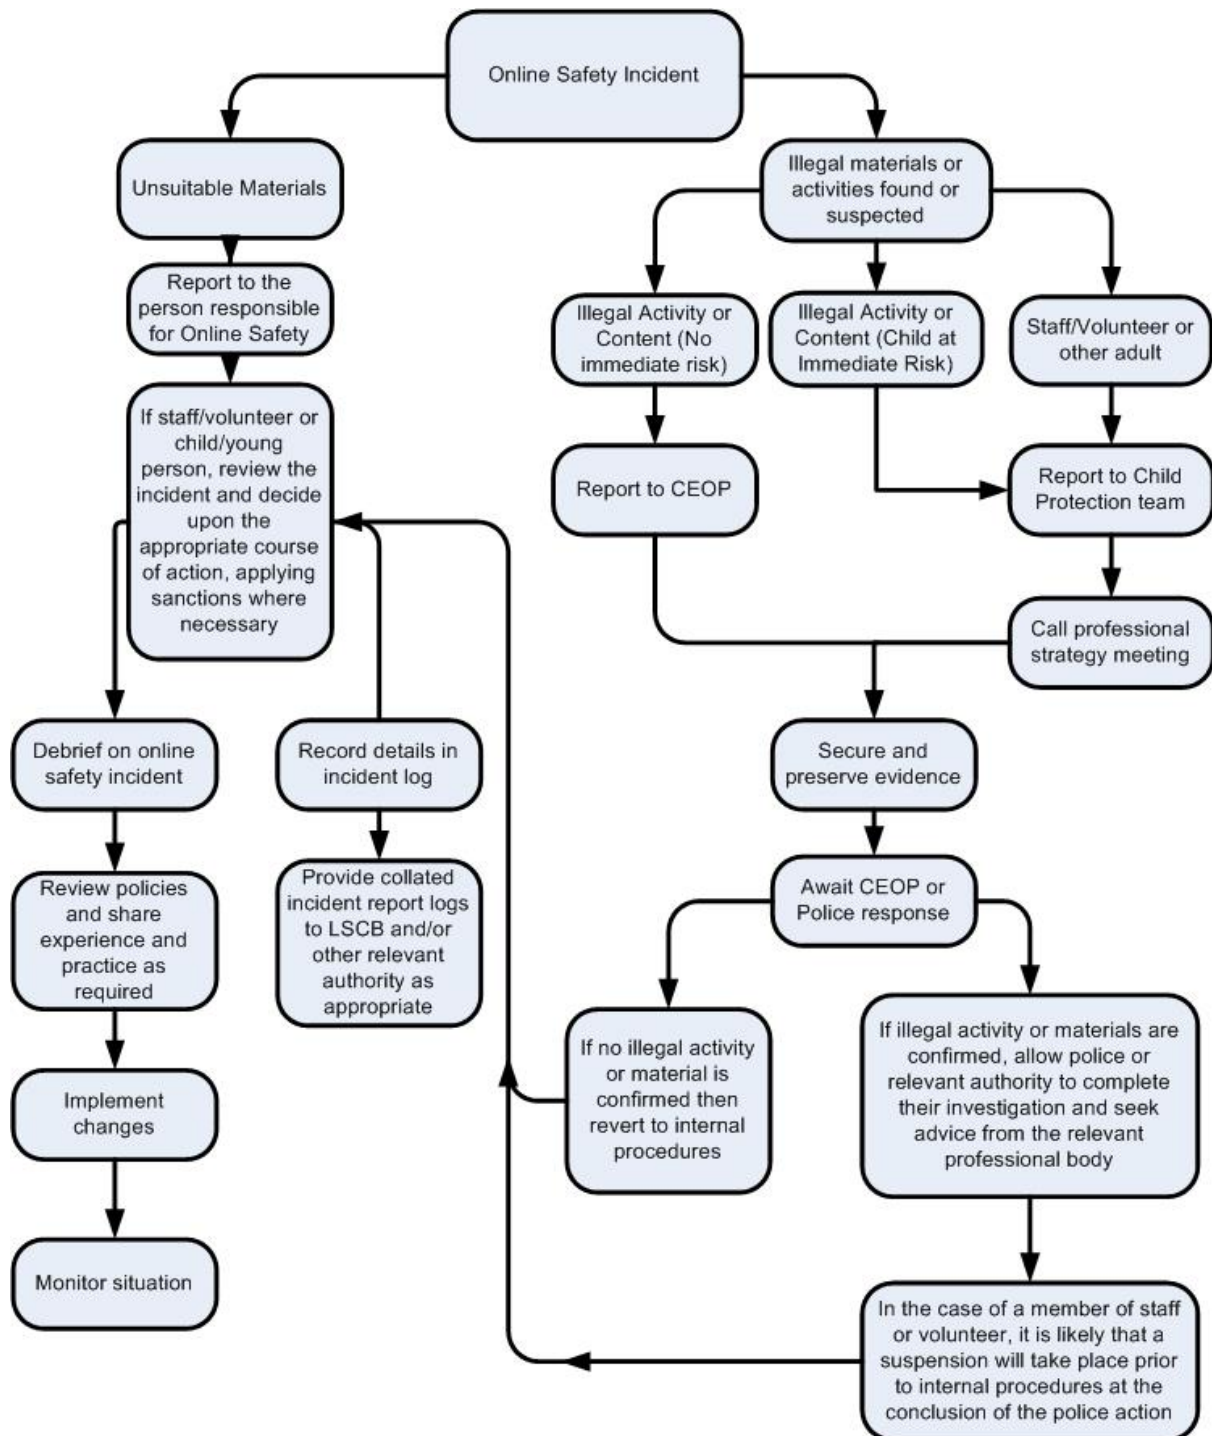 Online Safety Incident
Unsuitable Materials
Illegal materials or
activities found or
suspected
Report to the
person responsible
for Online Safety
Illegal Activity or
Content (No
immediate risk)
Illegal Activity or
Content (Child at
Immediate Risk)
Staff/Volunteer or
other adult
If staff/volunteer or
child/young
person, review the
incident and decide
upon the
appropriate course
of action, applying
sanctions where
necessary
Report to CEOP
Report to Child
Protection team
Call professional
strategy meeting
Debrief on online
safety incident
Record details in
incident log
Secure and
preserve evidence
Review policies
and share
experience and
practice as
required
Provide collated
incident report logs
to LSCB and/or
other relevant
authority as
appropriate
Await CEOP or
Police response
If no illegal activity
or material is
confirmed then
revert to internal
procedures
If illegal activity or materials are
confirmed, allow police or
relevant authority to complete
their investigation and seek
advice from the relevant
professional body
Implement
changes
Monitor situation
In the case of a member of staff
or volunteer, it is likely that a
suspension will take place prior
to internal procedures at the
conclusion of the police action